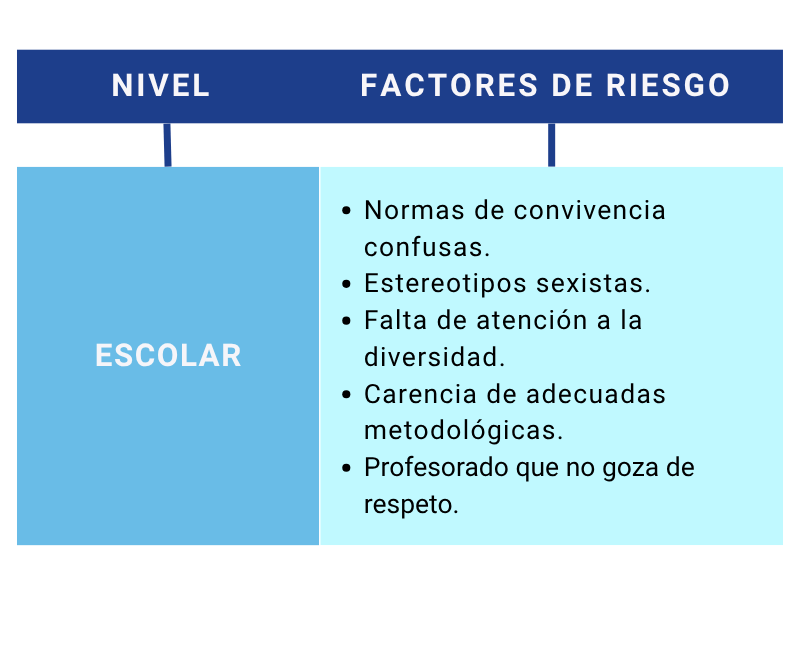 NIVEL
FACTORES DE RIESGO
ESCOLAR
• Normas de convivencia
confusas.
• Estereotipos sexistas.
• Falta de atención a la
diversidad.
• Carencia de adecuadas
metodológicas.
• Profesorado que no goza de
respeto.